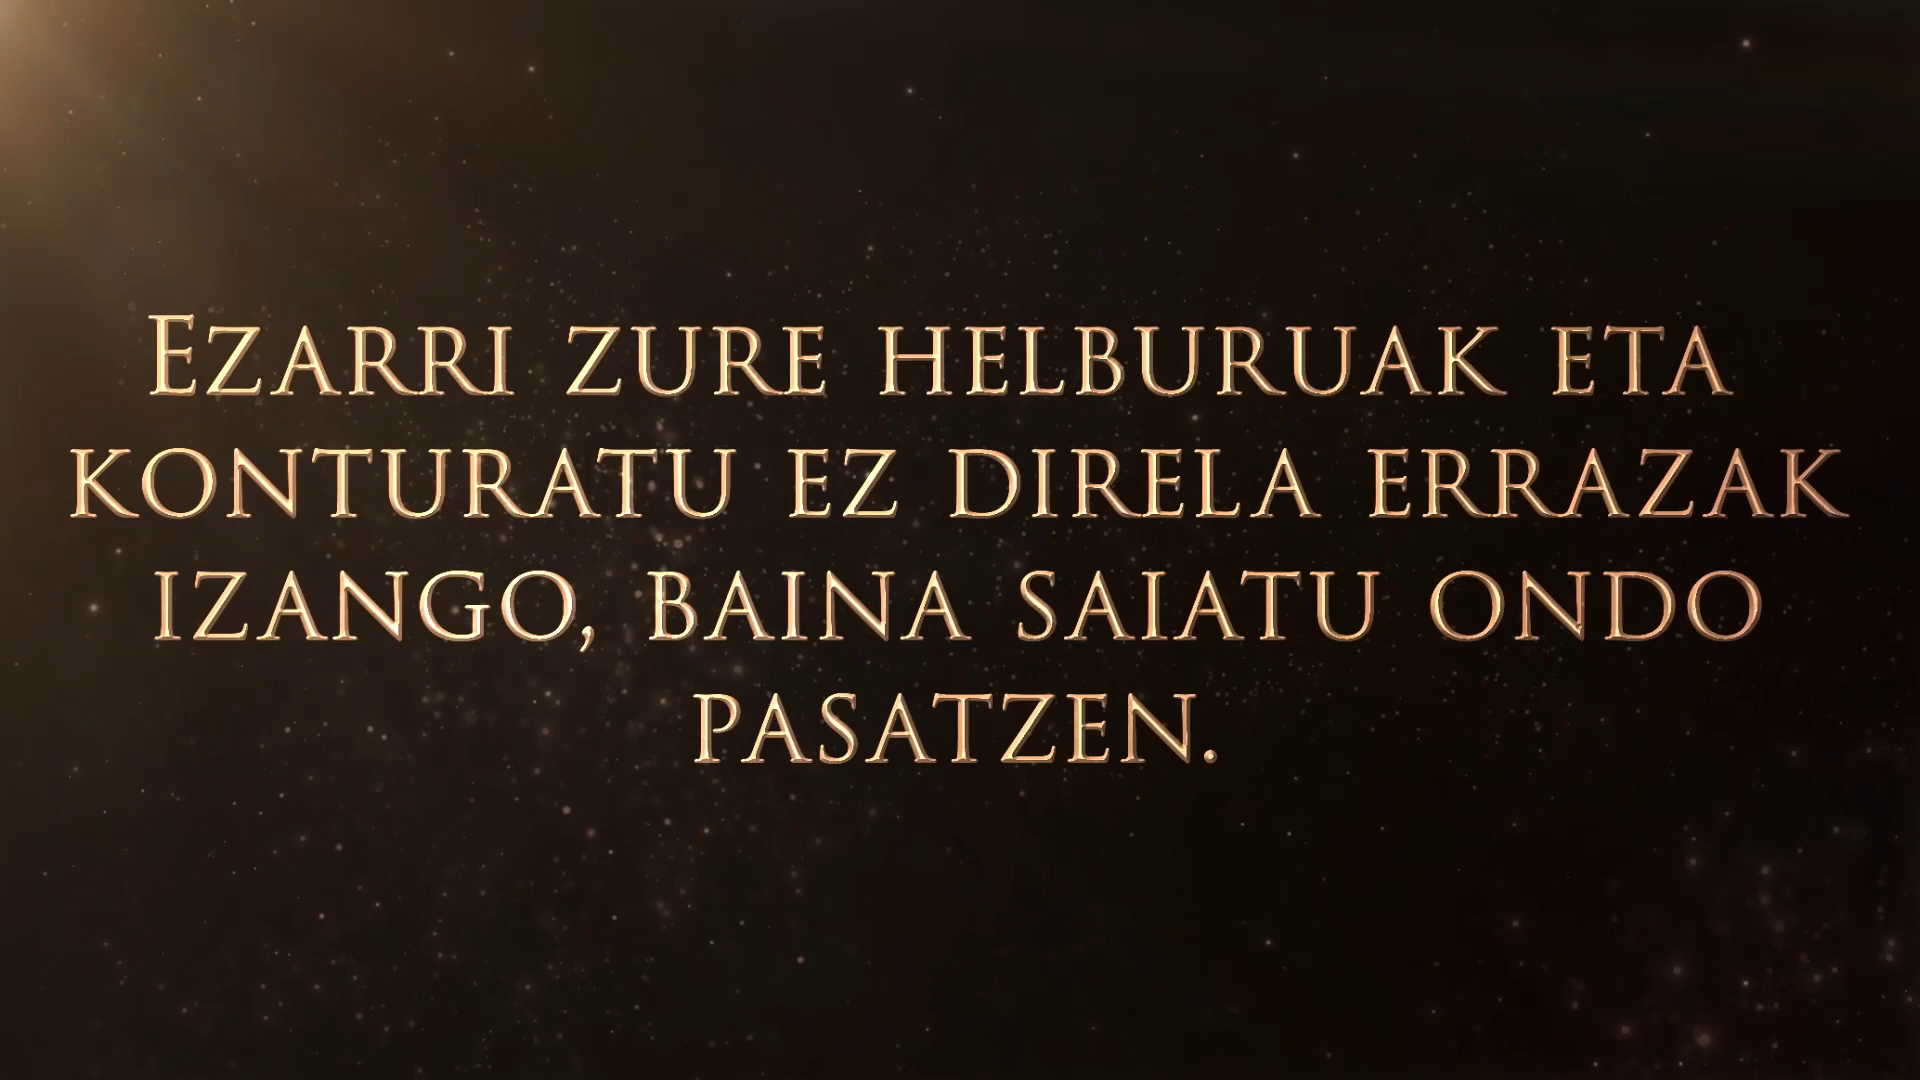 Ezarri zure helburuak eta
konturatu ez direla errazak
izango, baina saiatu ondo
pasatzen.